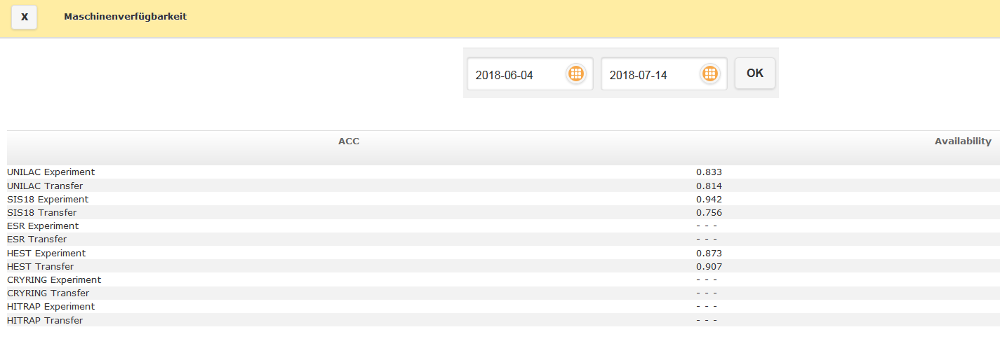 X Maschinenverfügbarkeit
2018-06-04 2018-07-14 OK
ACC Availability
UNILAC Experiment 0.833
UNILAC Transfer 0.814
SIS18 Experiment 0.942
SIS18 Transfer 0.756
ESR Experiment - - -
ESR Transfer - - -
HEST Experiment 0.873
HEST Transfer 0.907
CRYRING Experiment - - -
CRYRING Transfer - - -
HITRAP Experiment - - -
HITRAP Transfer - - -